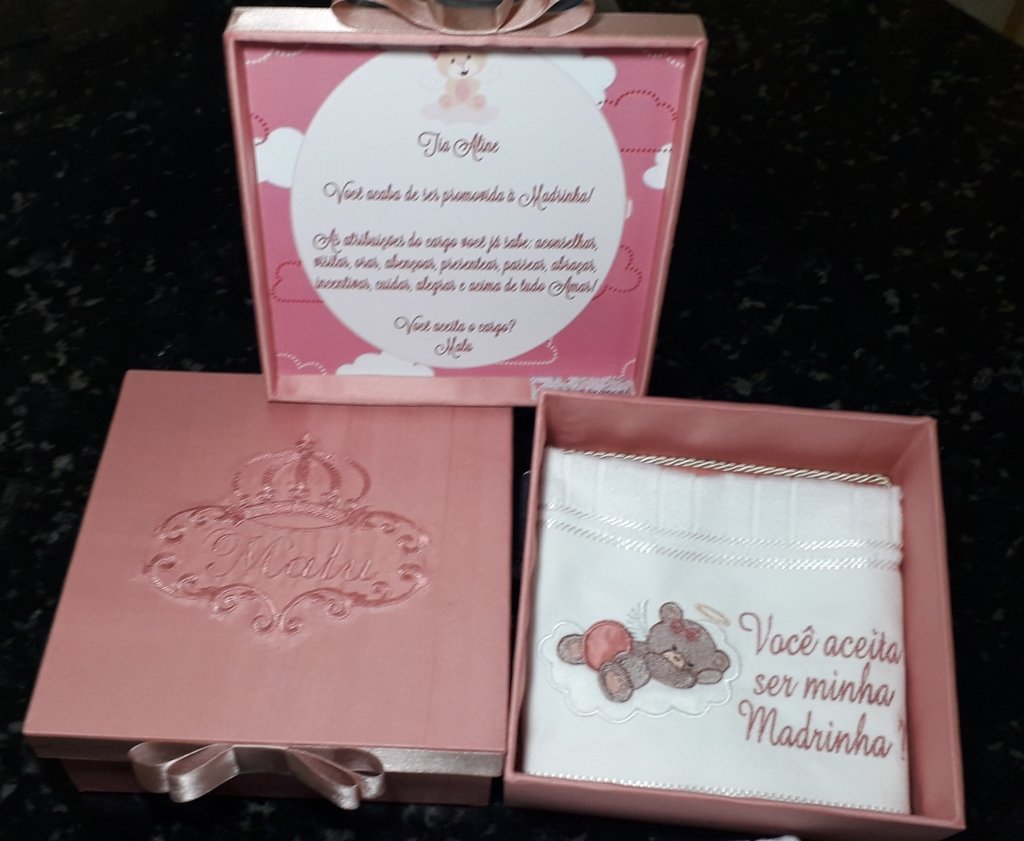 Tia Aline
Você acaba de ser promovida à Madrinha!
As atribuições do cargo você já sabe: aconselhar,
visitar, orar, abençoar, presentear, passear, abraçar,
incentivar, cuidar, alegrar e acima de tudo Amar!
Você aceita o cargo?
Malu
Malu
Você aceita
ser minha
Madrinha?